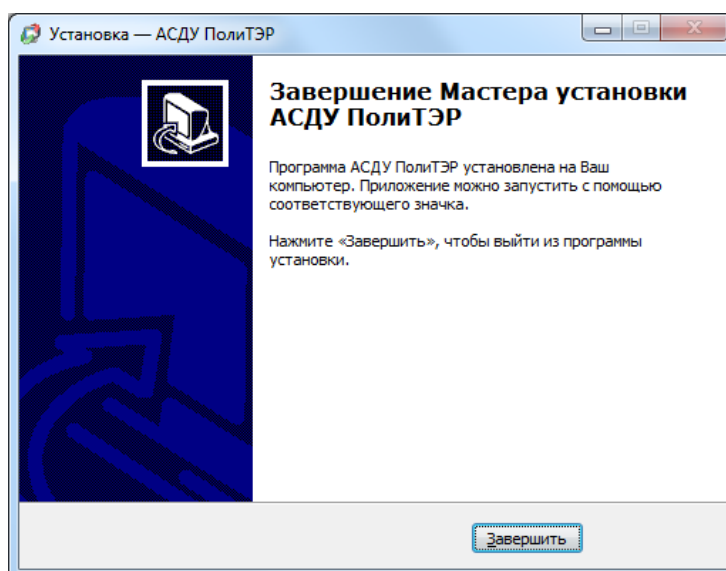 Установка — АСДУ ПолиТЭР
Завершение Мастера установки
АСДУ ПолиТЭР
Программа АСДУ ПолиТЭР установлена на Ваш
компьютер. Приложение можно запустить с помощью
соответствующего значка.
Нажмите «Завершить», чтобы выйти из программы
установки.
Завершить